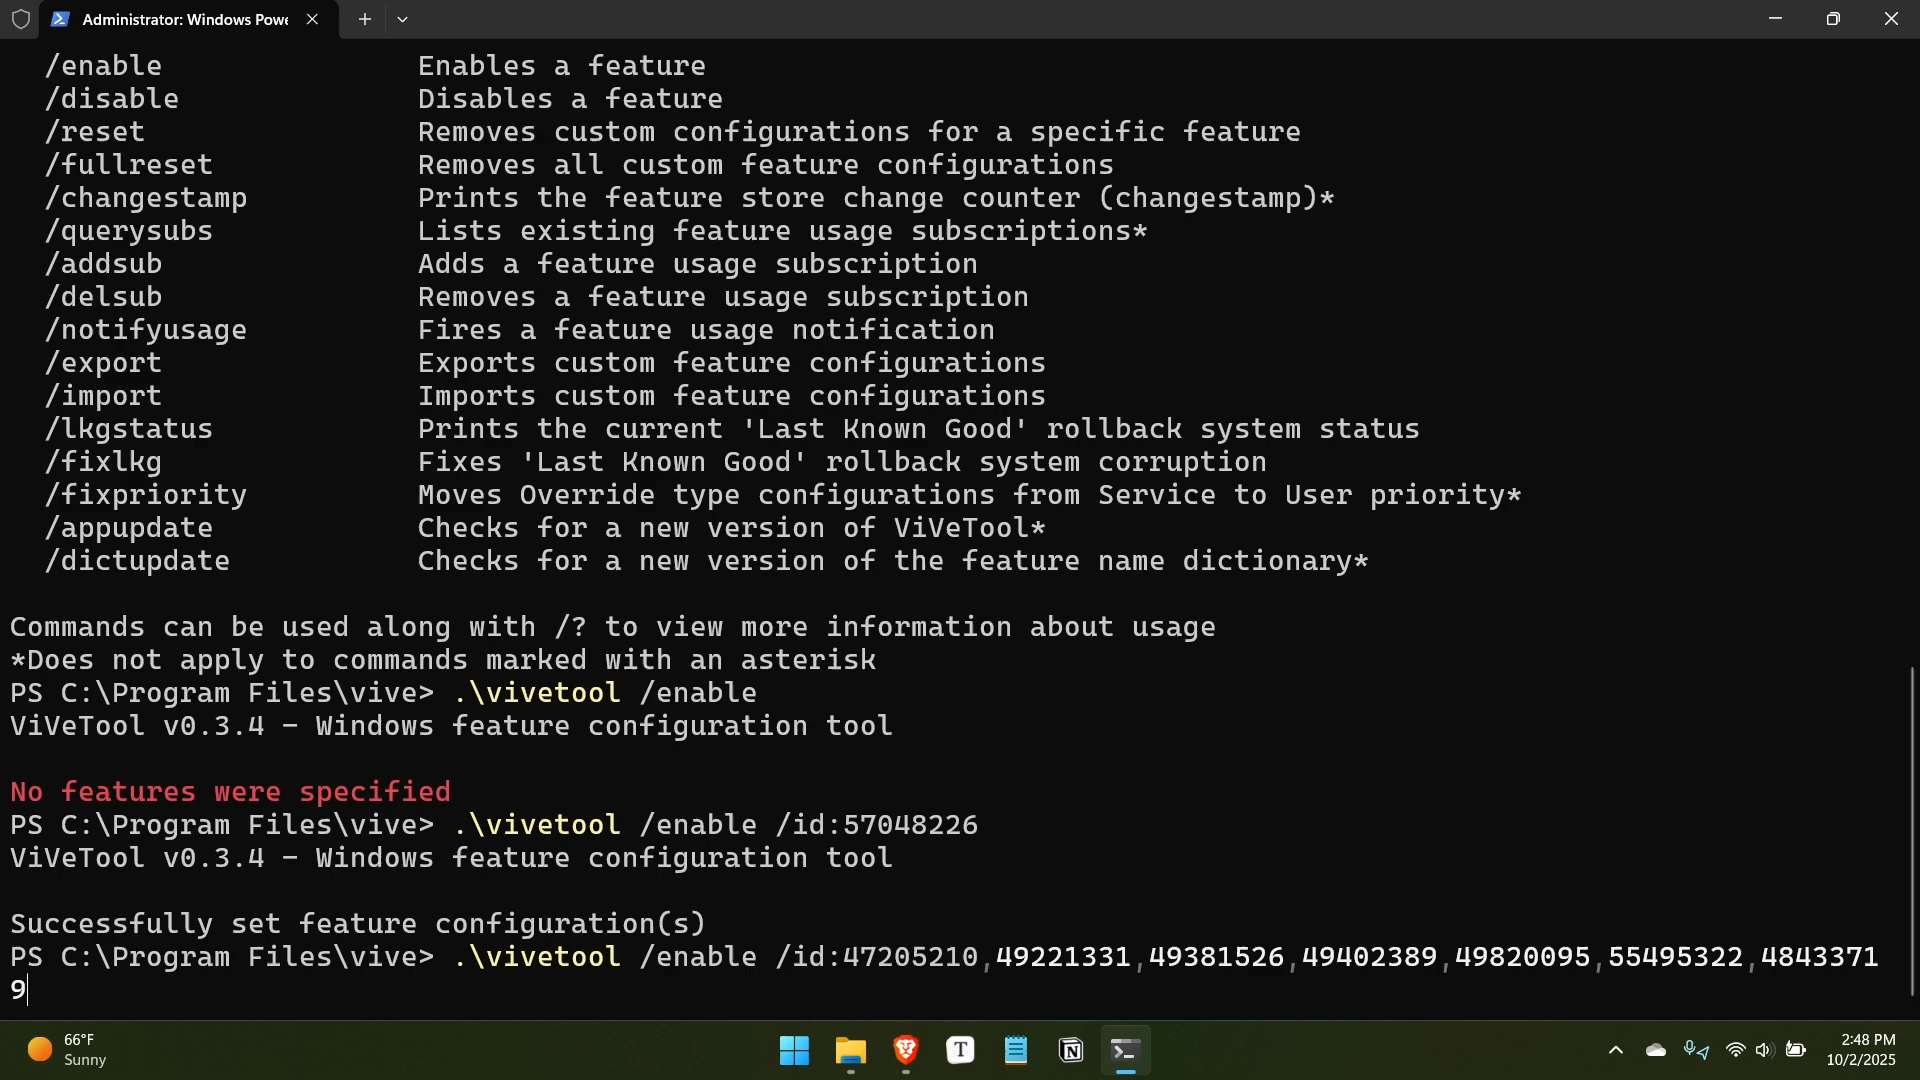 Administrator: Windows Powe
/enable Enables a feature
/disable Disables a feature
/reset Removes custom configurations for a specific feature
/fullreset Removes all custom feature configurations
/changestamp Prints the feature store change counter (changestamp)*
/querysubs Lists existing feature usage subscriptions*
/addsub Adds a feature usage subscription
/delsub Removes a feature usage subscription
/notifyusage Fires a feature usage notification
/export Exports custom feature configurations
/import Imports custom feature configurations
/lkgstatus Prints the current 'Last Known Good' rollback system status
/fixlkg Fixes 'Last Known Good' rollback system corruption
/fixpriority Moves Override type configurations from Service to User priority*
/appupdate Checks for a new version of ViVeTool*
/dictupdate Checks for a new version of the feature name dictionary*
Commands can be used along with /? to view more information about usage
*Does not apply to commands marked with an asterisk
PS C:\Program Files\vive> .\vivetool /enable
ViVeTool v0.3.4 - Windows feature configuration tool
No features were specified
PS C:\Program Files\vive> .\vivetool /enable /id:57048226
ViVeTool v0.3.4 - Windows feature configuration tool
Successfully set feature configuration(s)
PS C:\Program Files\vive> .\vivetool /enable /id:47205210,49221331,49381526,49402389,49820095,55495322,4843371
9
66°F
Sunny
T
N
2:48 PM
10/2/2025